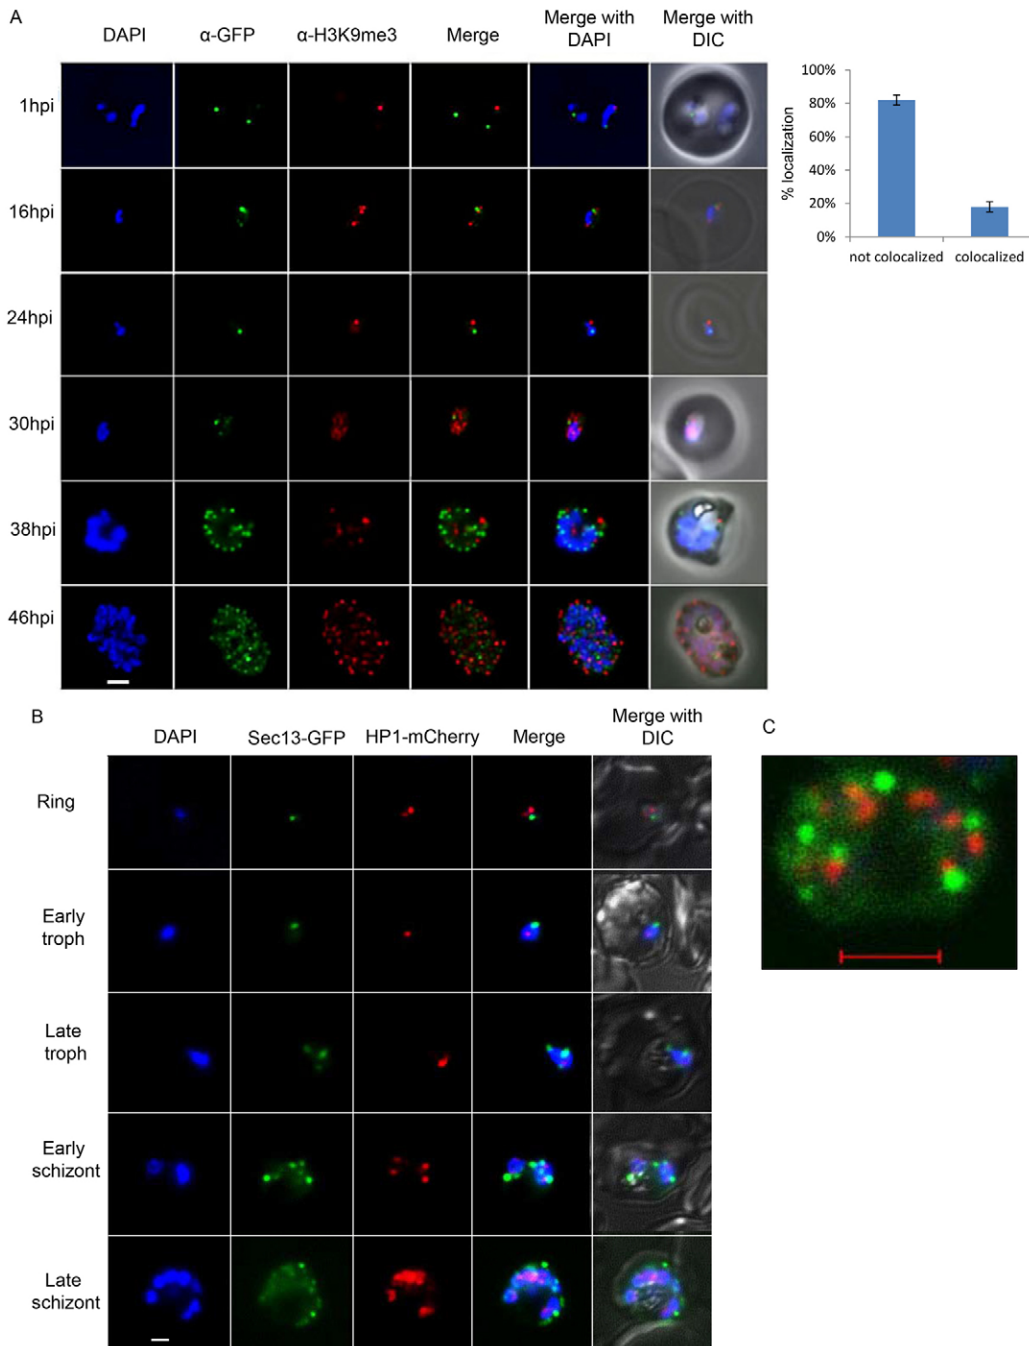 A
DAPI
α-GFP
α-H3K9me3
Merge
Merge with
DAPI
Merge with
DIC
1hpi
16hpi
24hpi
30hpi
38hpi
46hpi
% localization
100%
80%
60%
40%
20%
0%
not colocalized
colocalized
B
DAPI
Sec13-GFP
HP1-mCherry
Merge
Merge with
DIC
Ring
Early
troph
Late
troph
Early
schizont
Late
schizont
C